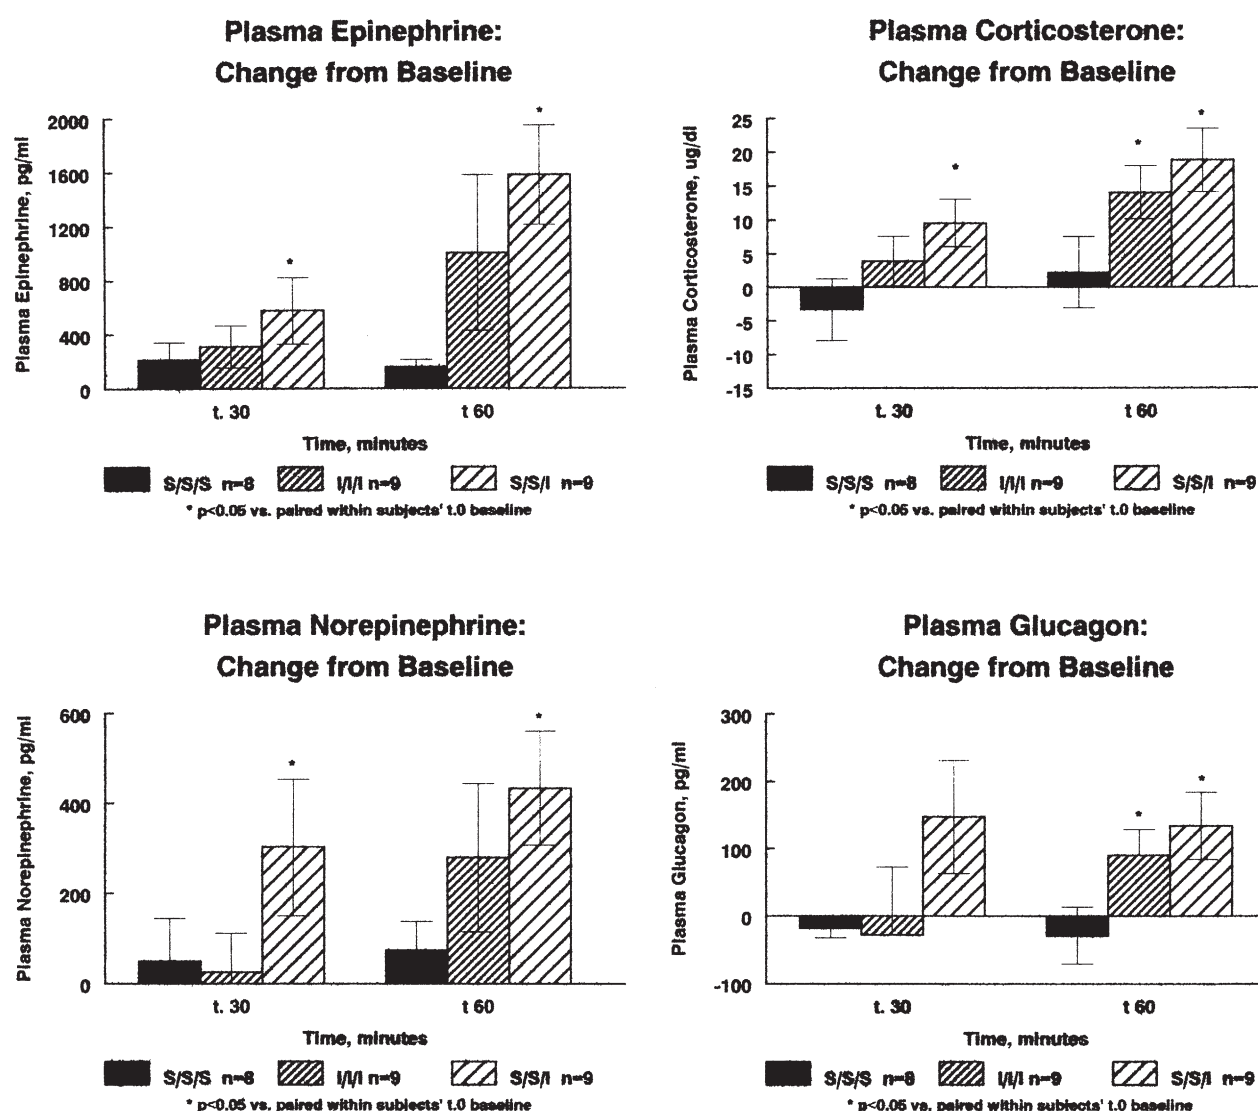 Plasma Epinephrine:
Change from Baseline
Plasma Epinephrine, pg/ml
2000
1600
1200
800
400
0
*
*
t. 30
t 60
Time, minutes
S/S/S n=8
I/I/I n=9
S/S/I n=9
* p<0.05 vs. paired within subjects' t.0 baseline
Plasma Corticosterone:
Change from Baseline
Plasma Corticosterone, ug/dl
25
20
15
10
5
0
-5
-10
-15
*
*
*
t. 30
t 60
Time, minutes
S/S/S n=8
I/I/I n=9
S/S/I n=9
* p<0.05 vs. paired within subjects' t.0 baseline
Plasma Norepinephrine:
Change from Baseline
Plasma Norepinephrine, pg/ml
600
400
200
0
*
*
t. 30
t 60
Time, minutes
S/S/S n=8
I/I/I n=9
S/S/I n=9
* p<0.05 vs. paired within subjects' t.0 baseline
Plasma Glucagon:
Change from Baseline
Plasma Glucagon, pg/ml
300
200
100
0
-100
*
*
t. 30
t 60
Time, minutes
S/S/S n=8
I/I/I n=9
S/S/I n=9
* p<0.05 vs. paired within subjects' t.0 baseline